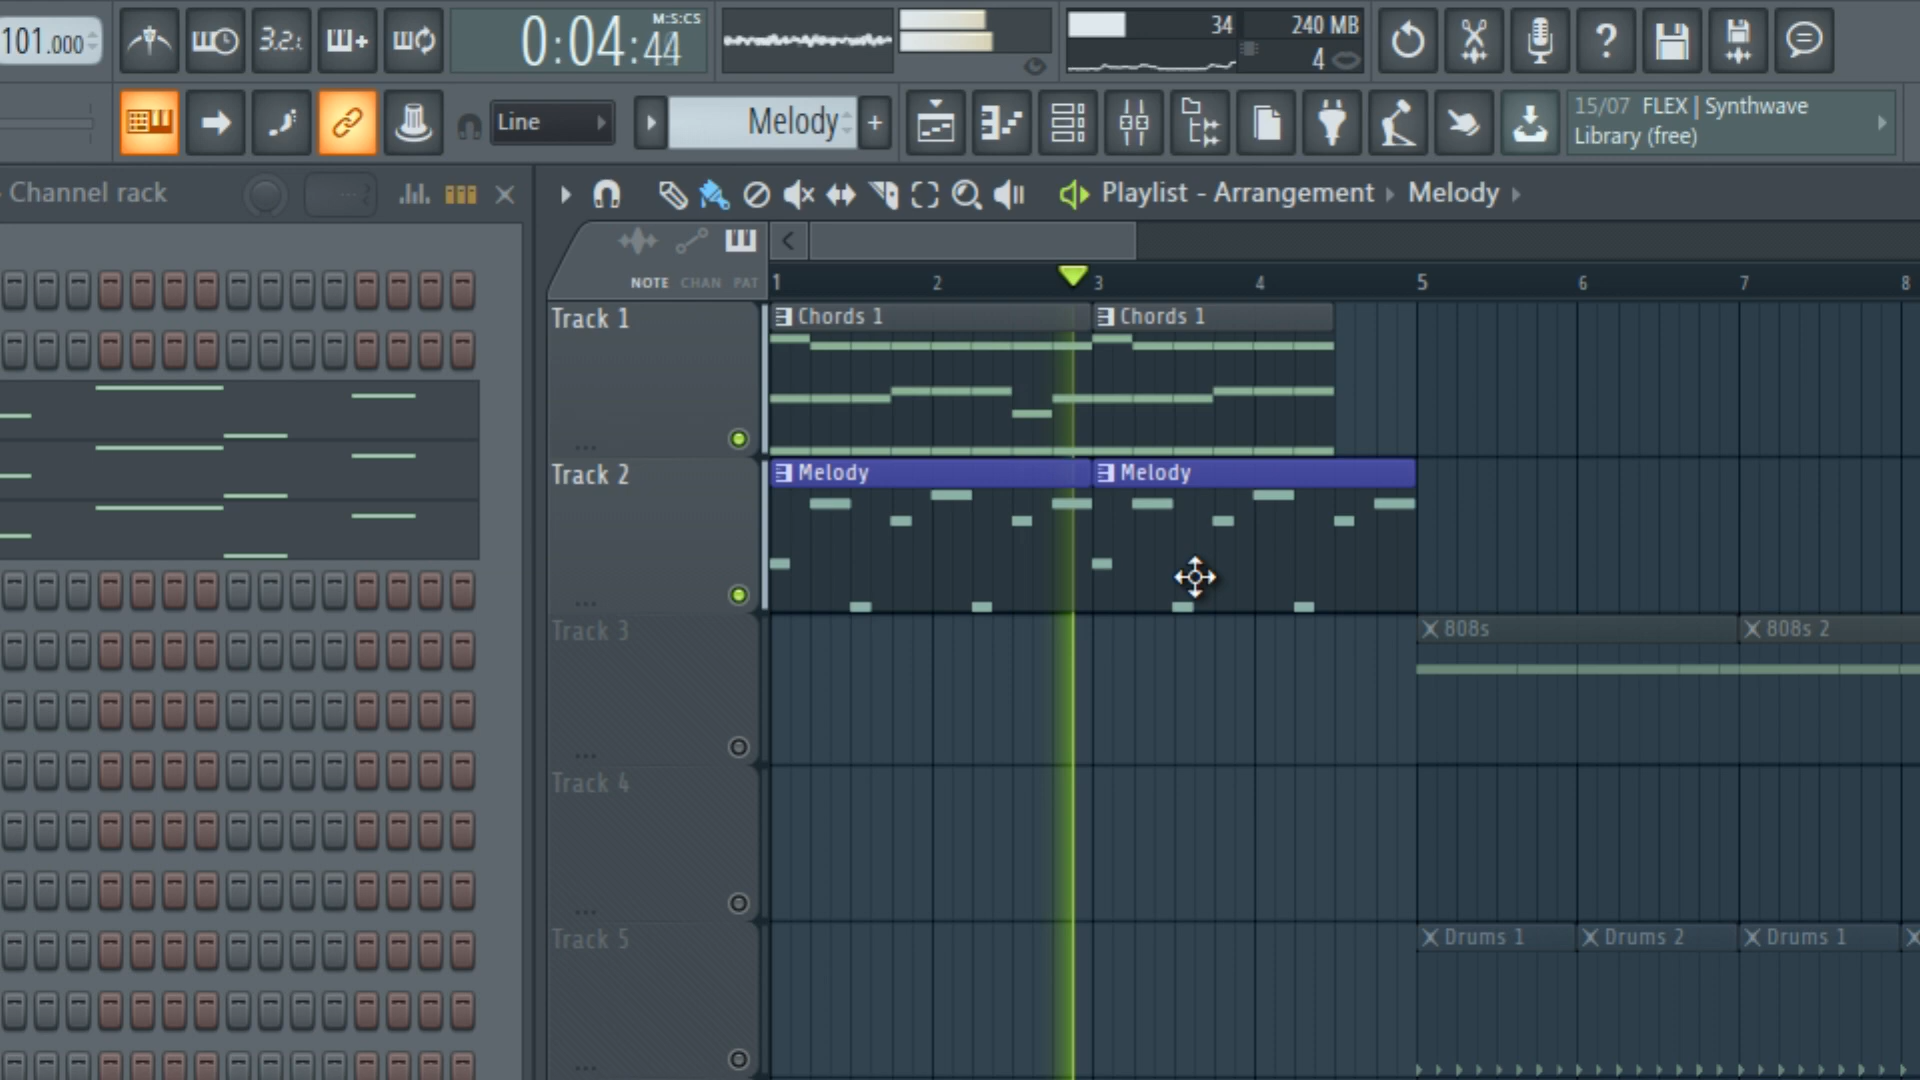 101.000
3.2.
0:04:44
M:S:CS
34
240 MB
4
Line
Melody
+
15/07 FLEX | Synthwave
Library (free)
Channel rack
Playlist - Arrangement
Melody
NOTE CHAN PAT
1 2 3 4 5 6 7 8
Track 1
Chords 1
Chords 1
Track 2
Melody
Melody
Track 3
808s
808s 2
Track 4
Track 5
Drums 1
Drums 2
Drums 1